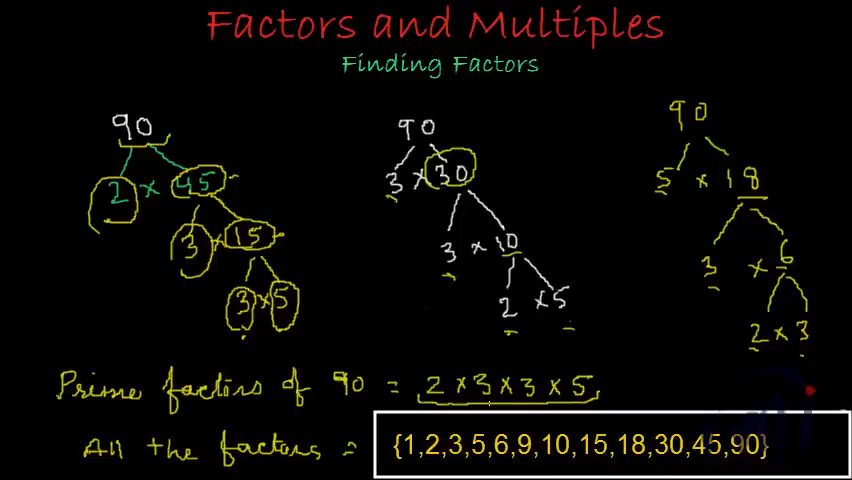 Factors and Multiples
Finding Factors
90 90 90
2 × 45 3 × 30 5 × 18
3 × 15 3 × 10 3 × 6
3 × 5 2 × 5 2 × 3
Prime factors of 90 = 2 × 3 × 3 × 5
All the factors = {1,2,3,5,6,9,10,15,18,30,45,90}